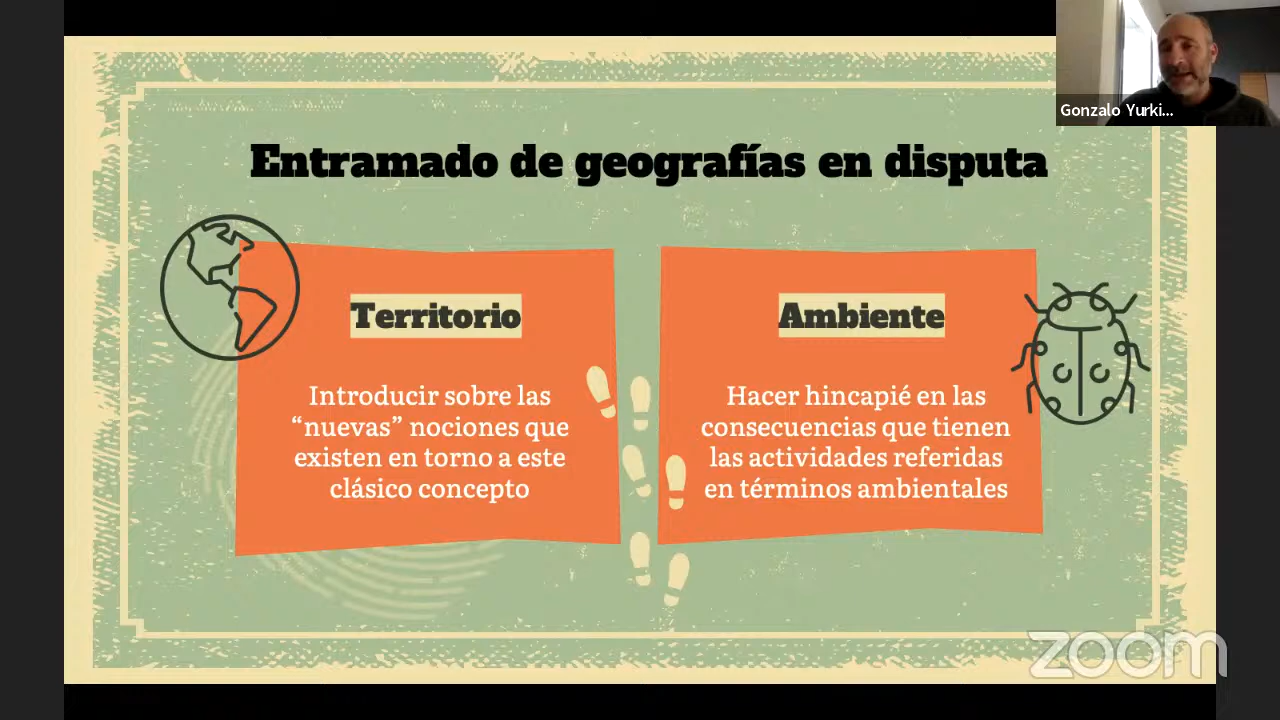 Gonzalo Yurki...
Entramado de geografías en disputa
Territorio
Introducir sobre las
“nuevas” nociones que
existen en torno a este
clásico concepto
Ambiente
Hacer hincapié en las
consecuencias que tienen
las actividades referidas
en términos ambientales
zoom